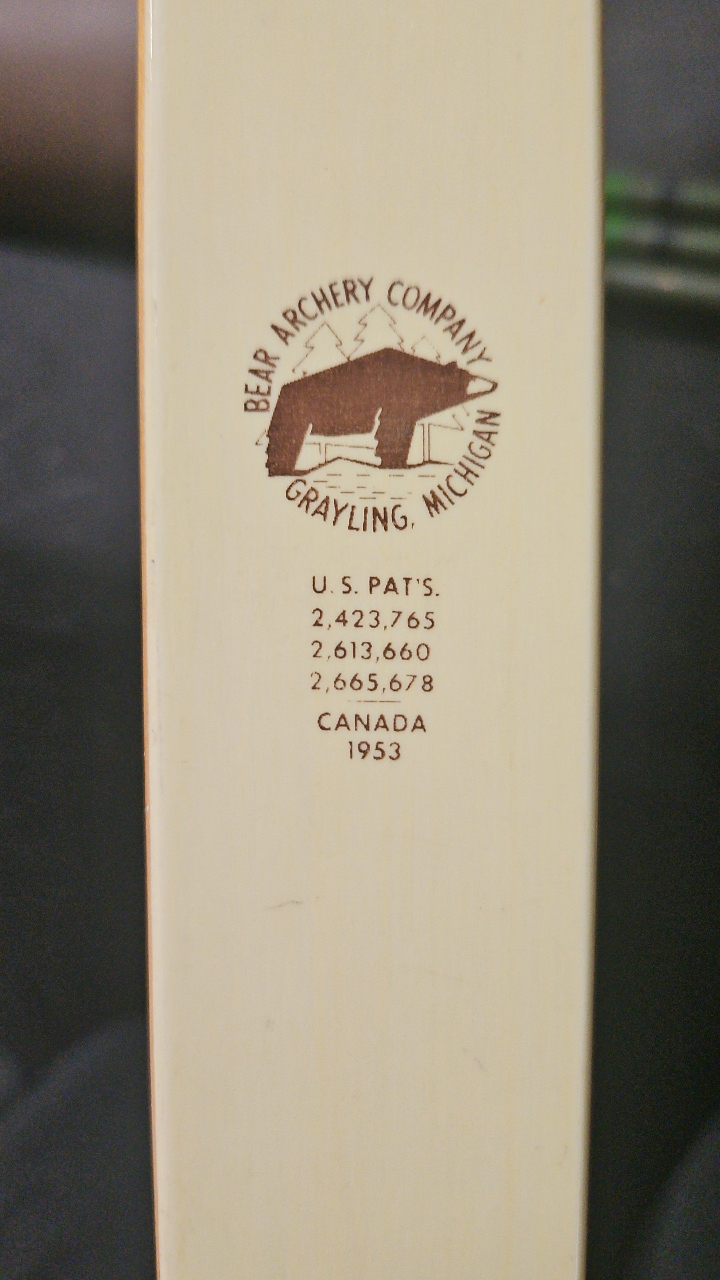 BEAR ARCHERY COMPANY
GRAYLING, MICHIGAN
U.S. PAT'S.
2,423,765
2,613,660
2,665,678
CANADA
1953